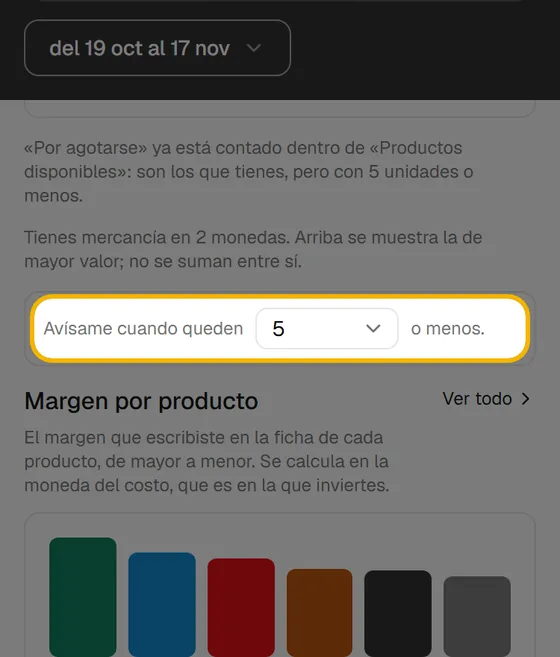 del 19 oct al 17 nov
«Por agotarse» ya está contado dentro de «Productos
disponibles»: son los que tienes, pero con 5 unidades o
menos.
Tienes mercancía en 2 monedas. Arriba se muestra la de
mayor valor; no se suman entre sí.
Avísame cuando queden 5 o menos.
Margen por producto Ver todo
El margen que escribiste en la ficha de cada
producto, de mayor a menor. Se calcula en la
moneda del costo, que es en la que inviertes.